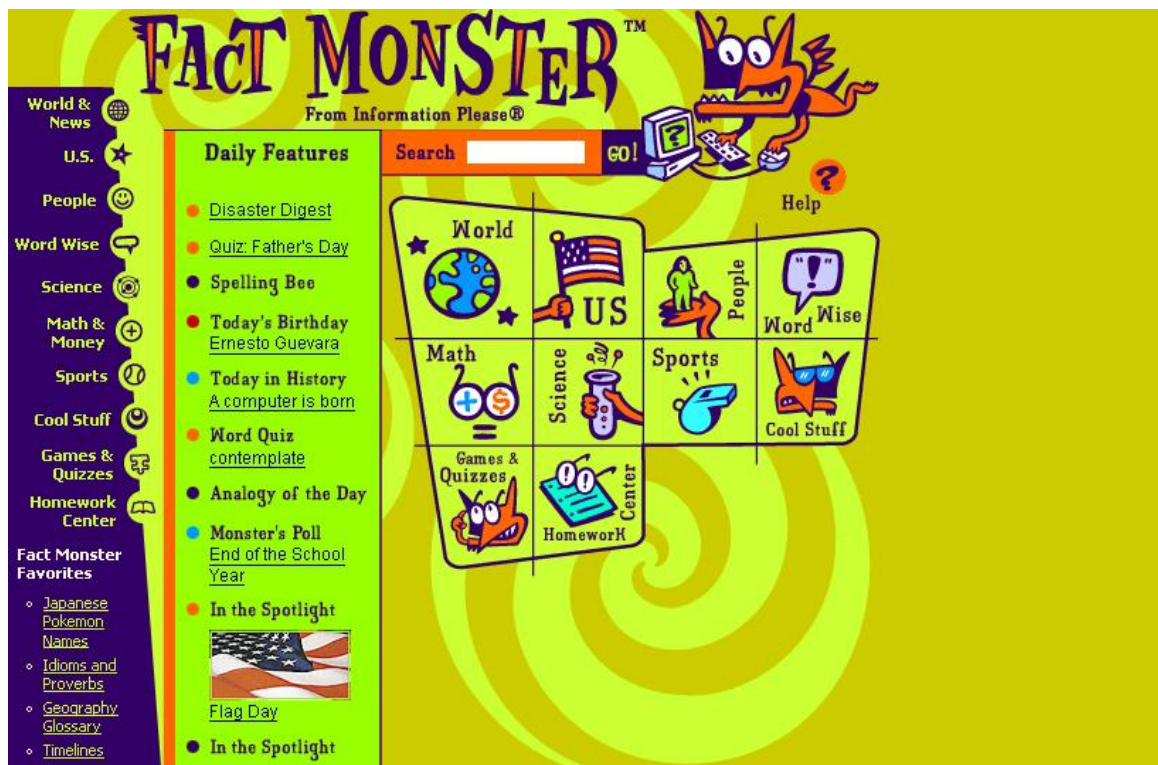 FACT MONSTER™
From Information Please®
World &
News
U.S.
People
Word Wise
Science
Math &
Money
Sports
Cool Stuff
Games &
Quizzes
Homework
Center
Fact Monster
Favorites
Japanese
Pokemon
Names
Idioms and
Proverbs
Geography
Glossary
Timelines
Daily Features
Disaster Digest
Quiz: Father's Day
Spelling Bee
Today's Birthday
Ernesto Guevara
Today in History
A computer is born
Word Quiz
contemplate
Analogy of the Day
Monster's Poll
End of the School
Year
In the Spotlight
Flag Day
In the Spotlight
Search GO!
?
?
Help
World
US
People
"!"
Word Wise
Math
+ $
=
Science
Sports
Cool Stuff
Games &
Quizzes
! !
Homework Center